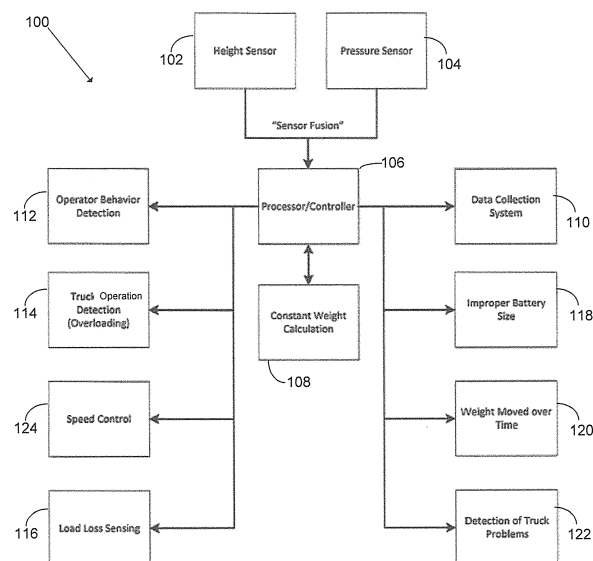 100
102
Height Sensor
Pressure Sensor
104
"Sensor Fusion"
106
112
Operator Behavior
Detection
Processor/Controller
Data Collection
System
110
114
Truck Operation
Detection
(Overloading)
Constant Weight
Calculation
108
Improper Battery
Size
118
124
Speed Control
Weight Moved over
Time
120
116
Load Loss Sensing
Detection of Truck
Problems
122